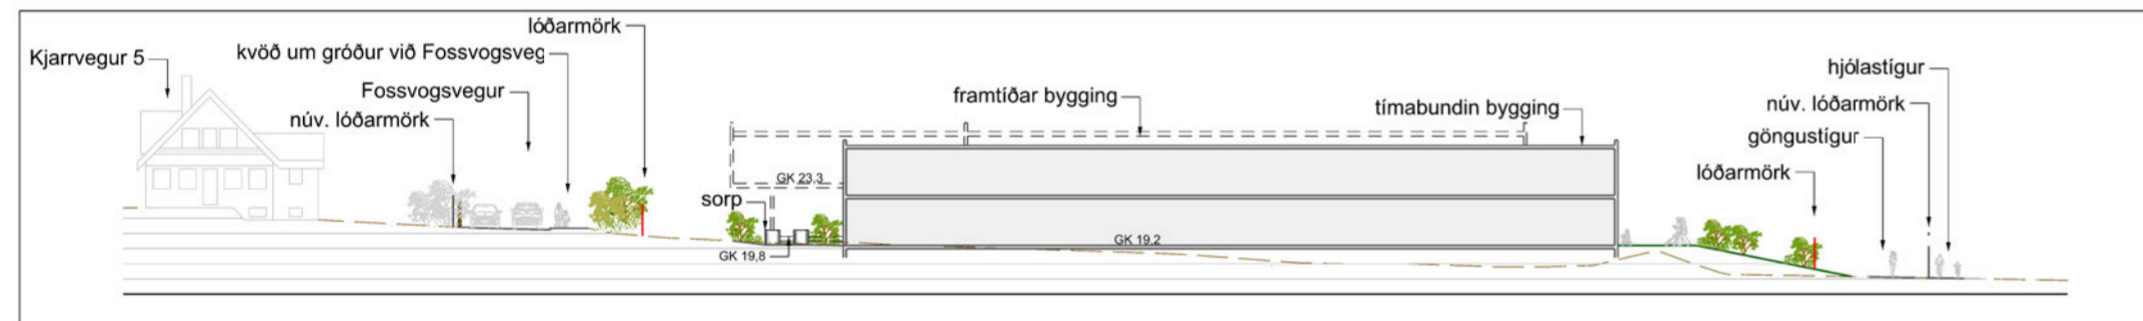 Kjarrvegur 5
lóðarmörk
kvöð um gróður við Fossvogsveg
Fossvogsvegur
núv. lóðarmörk
framtíðar bygging
tímabundin bygging
hjólastígur
núv. lóðarmörk
göngustígur
lóðarmörk
GK 23,3
sorp
GK 19,2
GK 19,8